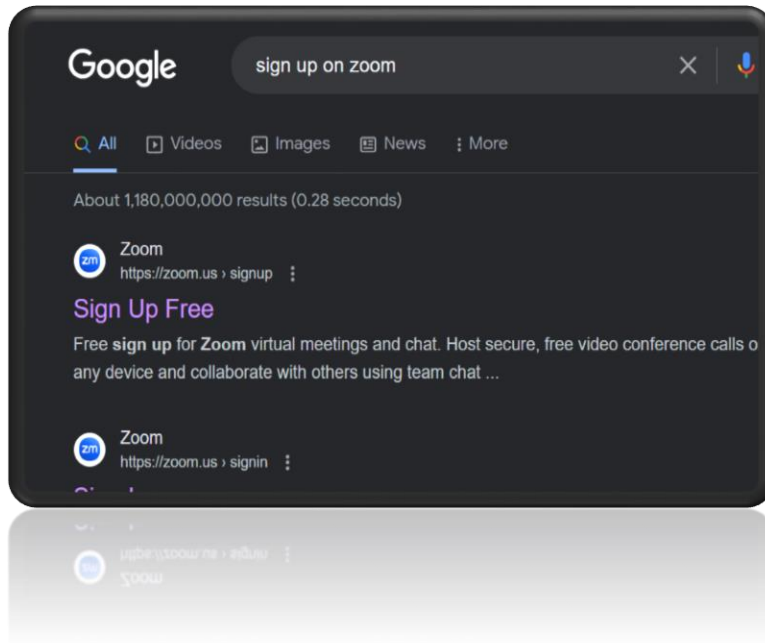 Google
sign up on zoom
All Videos Images News More
About 1,180,000,000 results (0.28 seconds)
zm
Zoom
https://zoom.us › signup
Sign Up Free
Free sign up for Zoom virtual meetings and chat. Host secure, free video conference calls o
any device and collaborate with others using team chat ...
zm
Zoom
https://zoom.us › signin